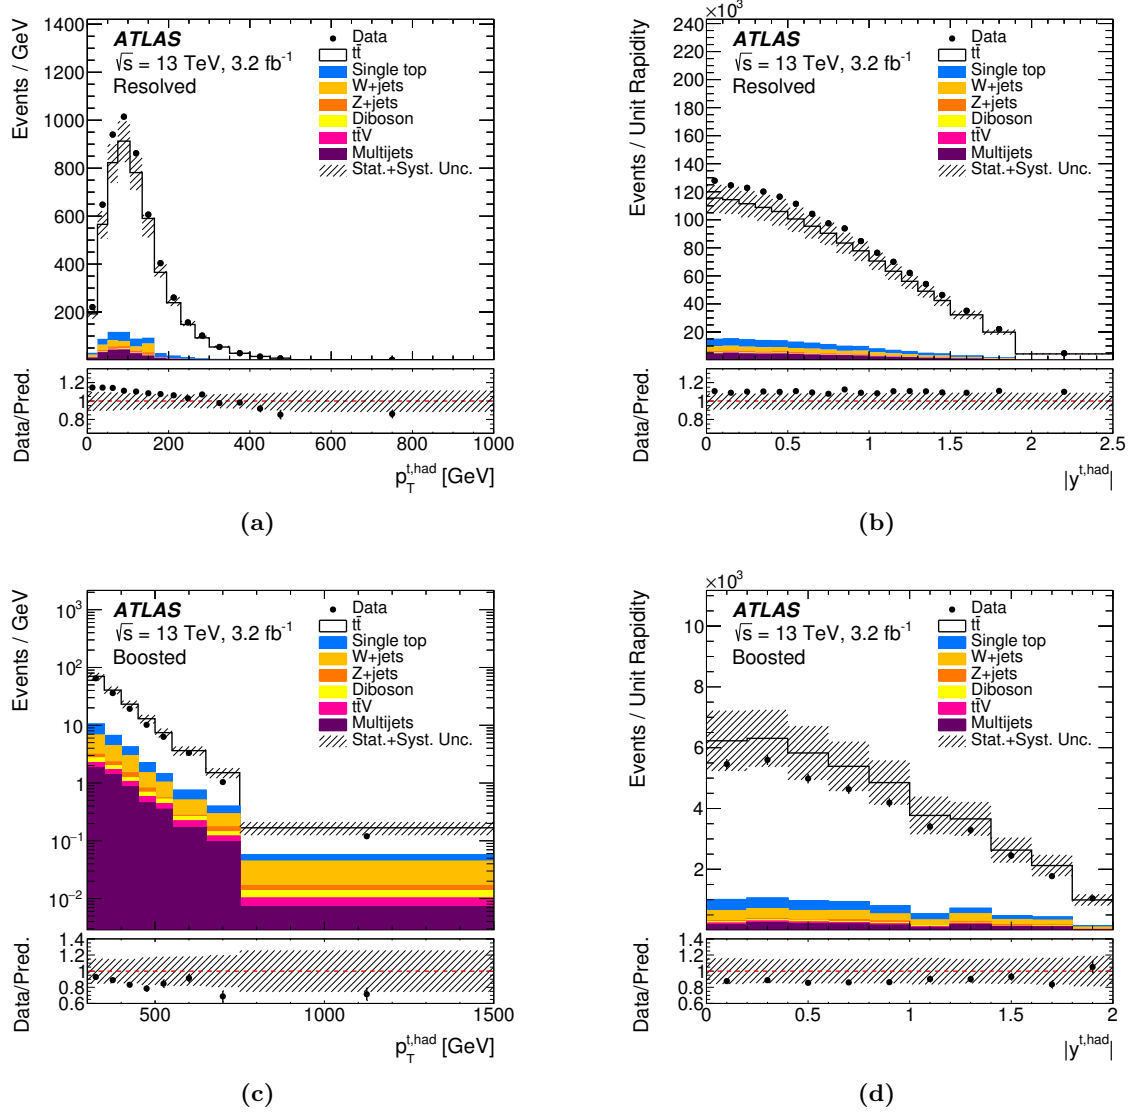 Events / GeV
1400
1200
1000
800
600
400
200
ATLAS
√s = 13 TeV, 3.2 fb⁻¹
Resolved
Data
tt̄
Single top
W+jets
Z+jets
Diboson
tt̄V
Multijets
Stat.+Syst. Unc.
Data/Pred.
1.2
1
0.8
0 200 400 600 800 1000
p_T^{t,had} [GeV]
(a)
×10³
Events / Unit Rapidity
240
220
200
180
160
140
120
100
80
60
40
20
ATLAS
√s = 13 TeV, 3.2 fb⁻¹
Resolved
Data
tt̄
Single top
W+jets
Z+jets
Diboson
tt̄V
Multijets
Stat.+Syst. Unc.
Data/Pred.
1.2
1
0.8
0 0.5 1 1.5 2 2.5
|y^{t,had}|
(b)
Events / GeV
10³
10²
10
1
10⁻¹
10⁻²
ATLAS
√s = 13 TeV, 3.2 fb⁻¹
Boosted
Data
tt̄
Single top
W+jets
Z+jets
Diboson
tt̄V
Multijets
Stat.+Syst. Unc.
Data/Pred.
1.4
1.2
1
0.8
0.6
500 1000 1500
p_T^{t,had} [GeV]
(c)
×10³
Events / Unit Rapidity
10
8
6
4
2
ATLAS
√s = 13 TeV, 3.2 fb⁻¹
Boosted
Data
tt̄
Single top
W+jets
Z+jets
Diboson
tt̄V
Multijets
Stat.+Syst. Unc.
Data/Pred.
1.4
1.2
1
0.8
0.6
0 0.5 1 1.5 2
|y^{t,had}|
(d)